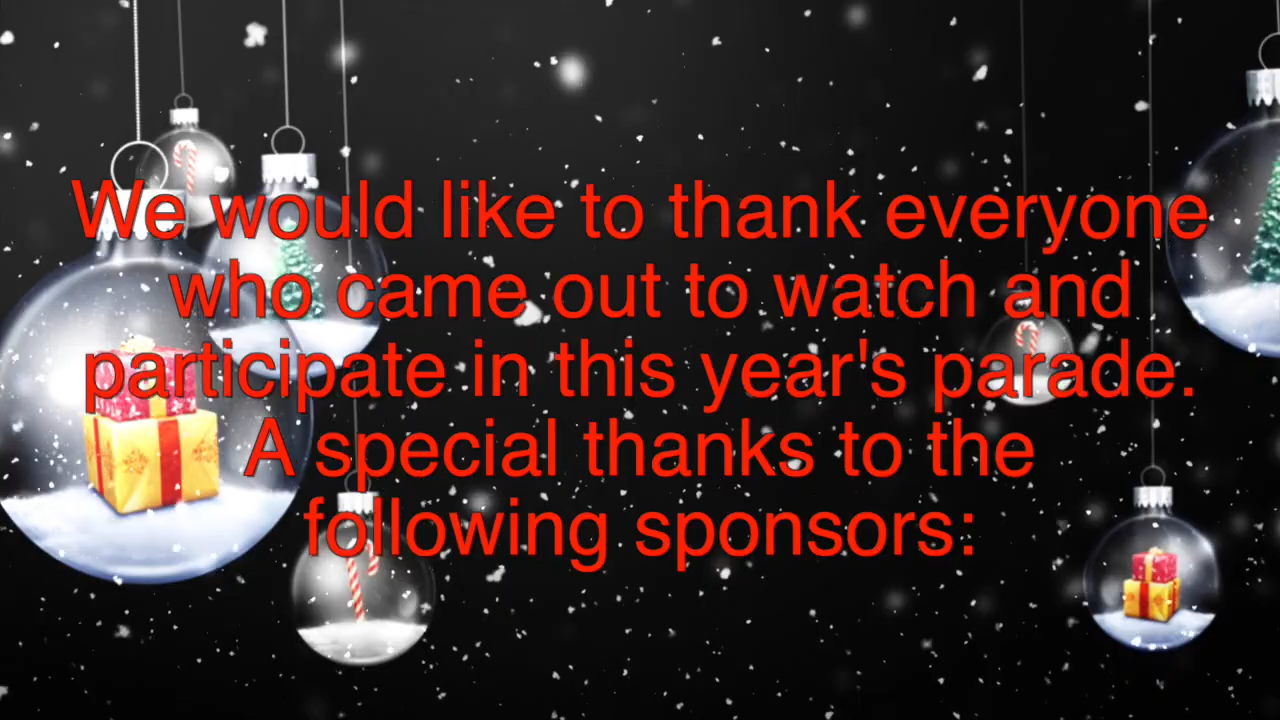 We would like to thank everyone
who came out to watch and
participate in this year's parade.
A special thanks to the
following sponsors: